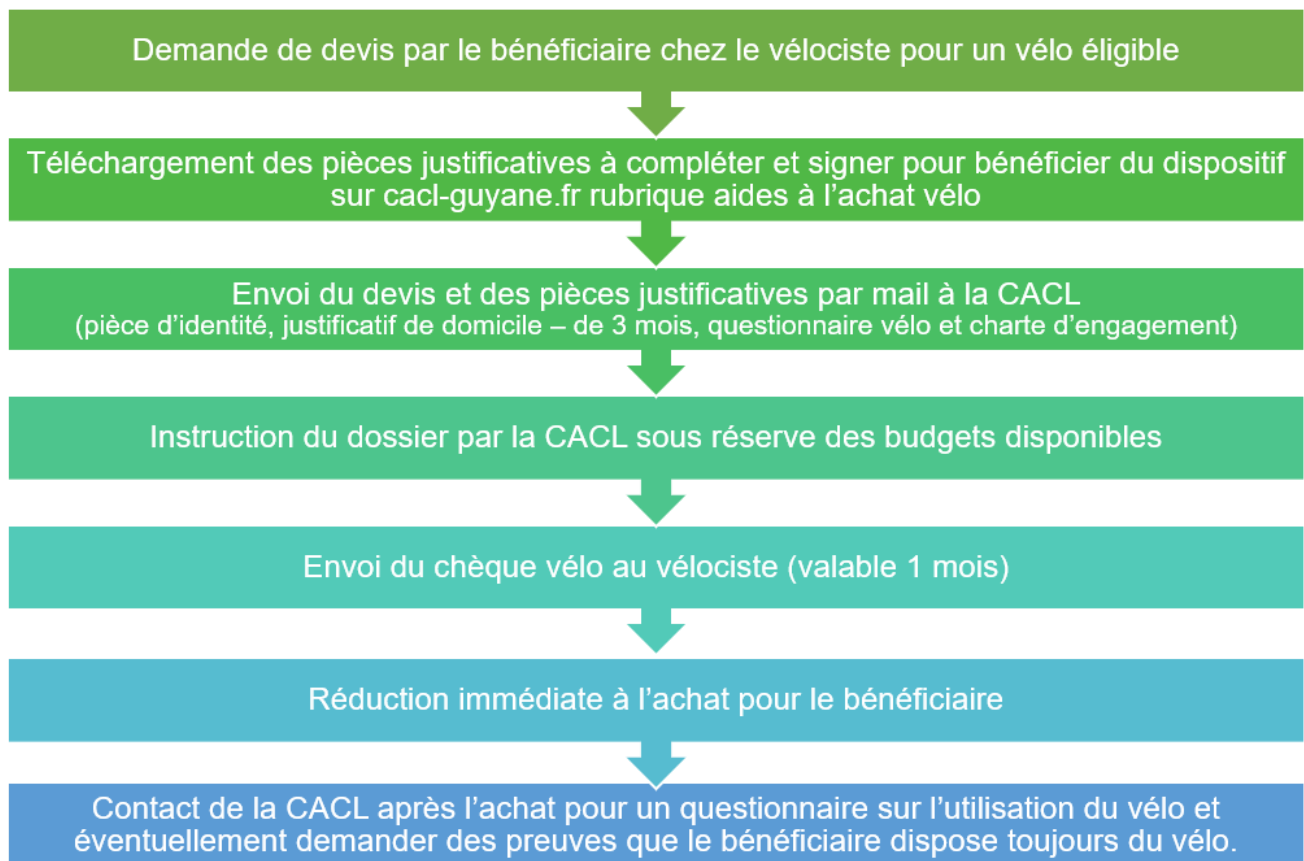 Demande de devis par le bénéficiaire chez le vélociste pour un vélo éligible
Téléchargement des pièces justificatives à compléter et signer pour bénéficier du dispositif
sur cacl-guyane.fr rubrique aides à l’achat vélo
Envoi du devis et des pièces justificatives par mail à la CACL
(pièce d’identité, justificatif de domicile – de 3 mois, questionnaire vélo et charte d’engagement)
Instruction du dossier par la CACL sous réserve des budgets disponibles
Envoi du chèque vélo au vélociste (valable 1 mois)
Réduction immédiate à l’achat pour le bénéficiaire
Contact de la CACL après l’achat pour un questionnaire sur l’utilisation du vélo et
éventuellement demander des preuves que le bénéficiaire dispose toujours du vélo.